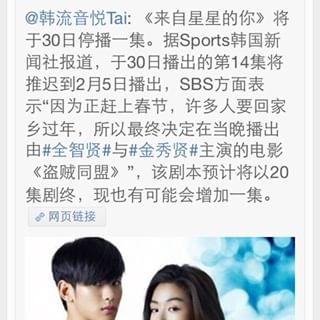 @韩流音悦Tai: 《来自星星的你》将
于30日停播一集。据Sports韩国新
闻社报道，于30日播出的第14集将
推迟到2月5日播出，SBS方面表
示“因为正赶上春节，许多人要回家
乡过年，所以最终决定在当晚播出
由#全智贤#与#金秀贤#主演的电影
《盗贼同盟》”，该剧本预计将以20
集剧终，现也有可能会增加一集。
网页链接